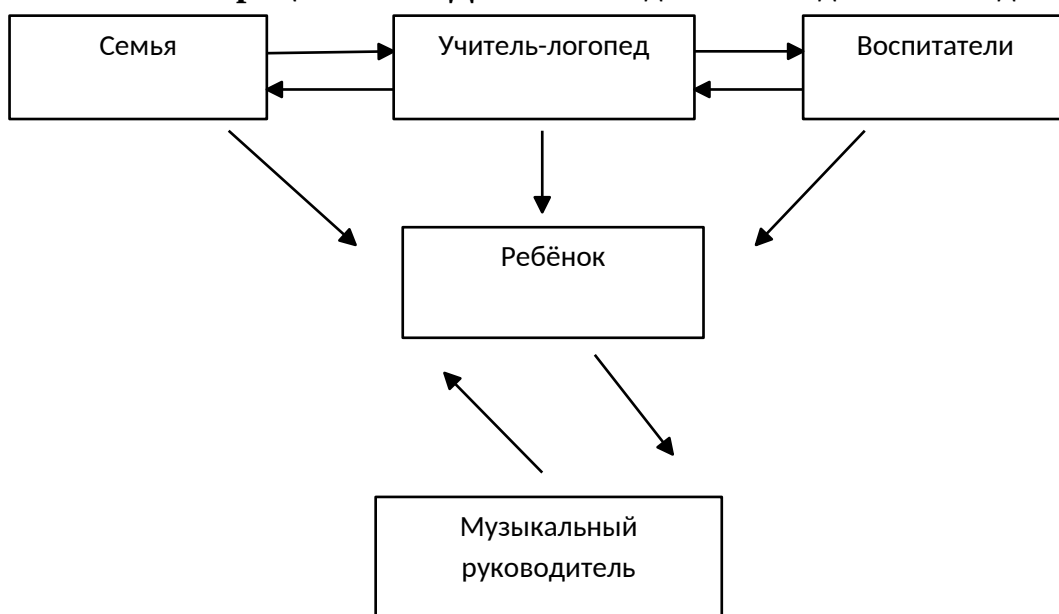 Семья
Учитель-логопед
Воспитатели
Ребёнок
Музыкальный
руководитель